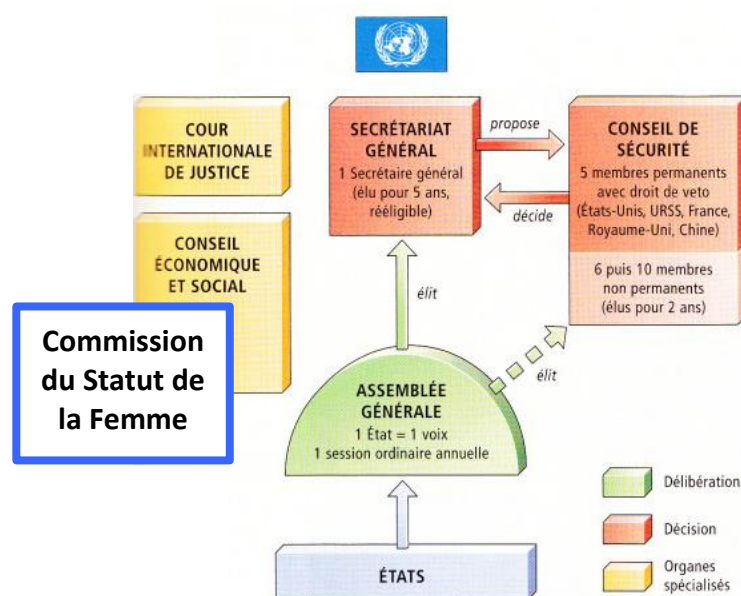 COUR
INTERNATIONALE
DE JUSTICE
SECRÉTARIAT
GÉNÉRAL
1 Secrétaire général
(élu pour 5 ans,
rééligible)
propose
décide
CONSEIL DE
SÉCURITÉ
5 membres permanents
avec droit de veto
(États-Unis, URSS, France,
Royaume-Uni, Chine)
6 puis 10 membres
non permanents
(élus pour 2 ans)
CONSEIL
ÉCONOMIQUE
ET SOCIAL
Commission
du Statut de
la Femme
élit
élit
ASSEMBLÉE
GÉNÉRALE
1 État = 1 voix
1 session ordinaire annuelle
ÉTATS
Délibération
Décision
Organes
spécialisés